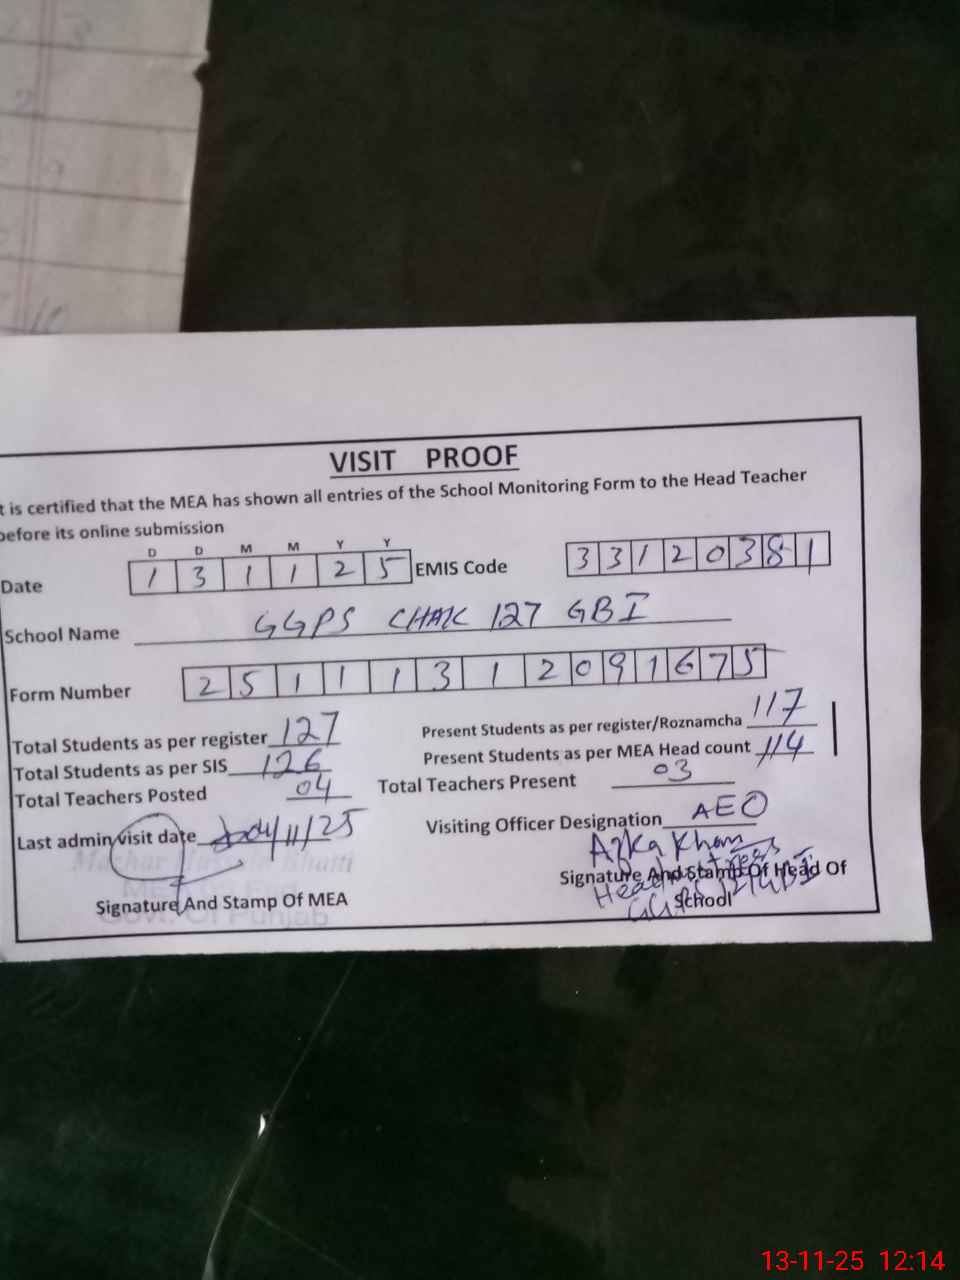 VISIT PROOF
t is certified that the MEA has shown all entries of the School Monitoring Form to the Head Teacher
before its online submission
D D M M Y Y
Date 1 3 1 1 2 5 EMIS Code 3 3 1 2 0 3 8 1
School Name GGPS CHAK 127 GBI
Form Number 2 5 1 1 1 3 1 2 0 9 1 6 7 5
Total Students as per register 127 Present Students as per register/Roznamcha 117
Total Students as per SIS 126 Present Students as per MEA Head count 114
Total Teachers Posted 04 Total Teachers Present 03
Last admin visit date 04/11/25 Visiting Officer Designation AEO
Khan
Signature And Stamp Of MEA Signature And Stamp Of Head Of
School
Govt. Of Punjab
13-11-25 12:14